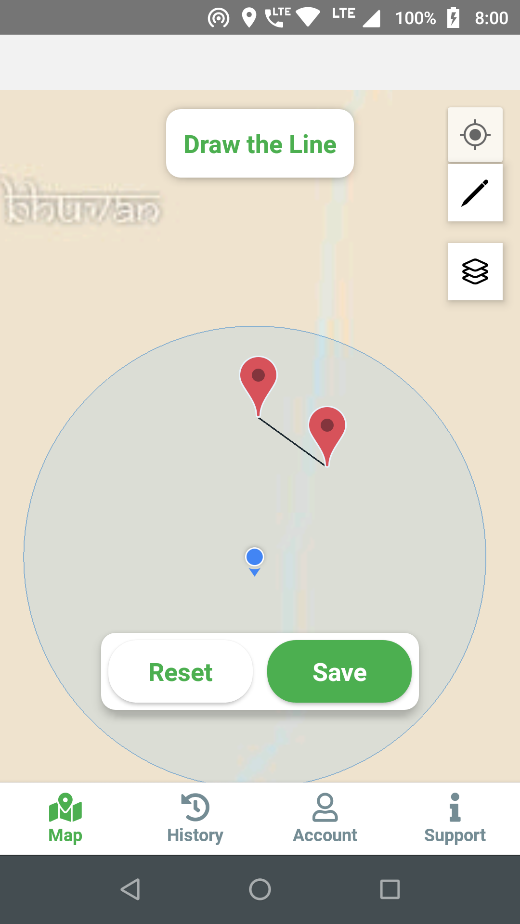 LTE LTE 100% 8:00
Draw the Line
bhuvan
Reset Save
Map History Account Support